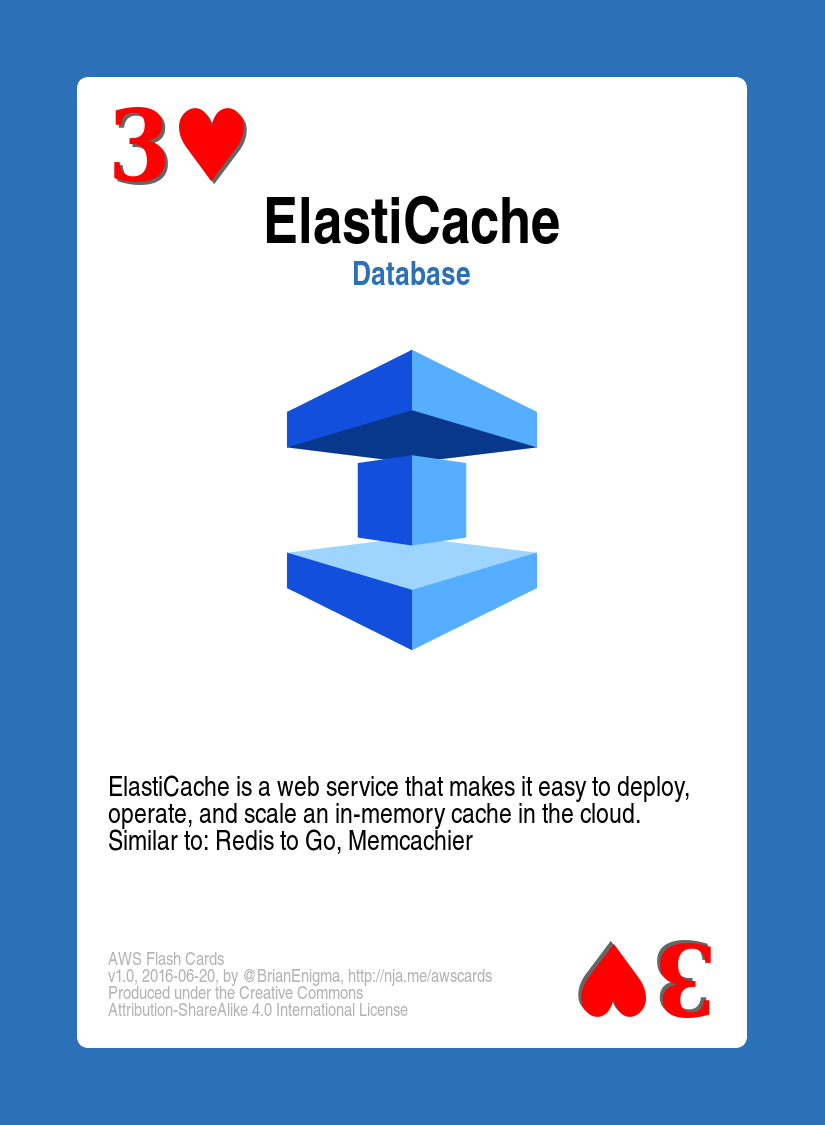 3♥
ElastiCache
Database
ElastiCache is a web service that makes it easy to deploy,
operate, and scale an in-memory cache in the cloud.
Similar to: Redis to Go, Memcachier
AWS Flash Cards
v1.0, 2016-06-20, by @BrianEnigma, http://nja.me/awscards
Produced under the Creative Commons
Attribution-ShareAlike 4.0 International License
3♥